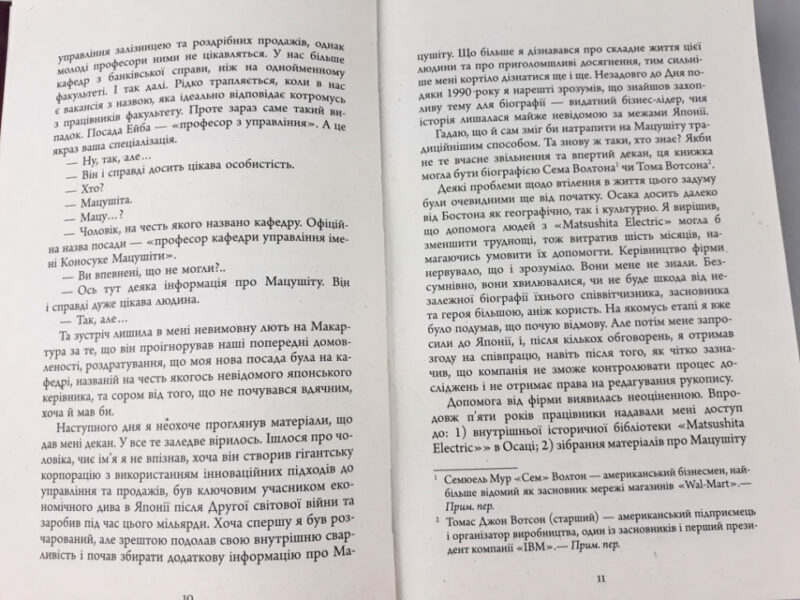 управління залізницею та роздрібних продажів, однак
молоді професори ними не цікавляться. У нас більше
кафедр з банківської справи, ніж на однойменному
факультеті. І так далі. Рідко трапляється, коли в нас
є вакансія з назвою, яка ідеально відповідає котромусь
з працівників факультету. Проте зараз саме такий ви-
падок. Посада Ейба — «професор з управління». А це
якраз ваша спеціалізація.
— Ну, так, але…
— Він і справді досить цікава особистість.
— Хто?
— Мацушіта.
— Мацу…?
— Чоловік, на честь якого названо кафедру. Офіцій-
на назва посади — «професор кафедри управління іме-
ні Коносуке Мацушіти».
— Ви впевнені, що не могли?..
— Ось тут деяка інформація про Мацушіту. Він
і справді дуже цікава людина.
— Так, але…
Та зустріч лишила в мені невимовну лють на Макар-
тура за те, що він проігнорував наші попередні домов-
леності, роздратування, що моя нова посада була на ка-
федрі, названій на честь якогось невідомого японського
керівника, та сором від того, що не почувався вдячним,
хоча й мав би.
Наступного дня я неохоче проглянув матеріали, що
дав мені декан. У все те заледве вірилось. Ішлося про чо-
ловіка, чиє ім'я я не впізнав, хоча він створив гігантську
корпорацію з використанням інноваційних підходів до
управління та продажів, був ключовим учасником еко-
номічного дива в Японії після Другої світової війни та
заробив під час цього мільярди. Хоча спершу я був роз-
чарований, але зрештою подолав свою внутрішню свар-
ливість і почав збирати додаткову інформацію про Ма-
10
цушіту. Що більше я дізнавався про складне життя цієї
людини та про приголомшливі досягнення, тим сильні-
ше мені кортіло дізнатися ще і ще. Незадовго до Дня по-
дяки 1990 року я нарешті зрозумів, що знайшов захоп-
ливу тему для біографії — видатний бізнес-лідер, чия
історія лишалася майже невідомою за межами Японії.
Гадаю, що й сам зміг би натрапити на Мацушіту тра-
диційнішим способом. Та знову ж таки, хто знає? Якби
не те вчасне звільнення та впертий декан, ця книжка
могла бути біографією Сема Волтона¹ чи Тома Вотсона².
Деякі проблеми щодо втілення в життя цього задуму
були очевидними ще від початку. Осака досить далеко
від Бостона як географічно, так і культурно. Я вирішив,
що допомога людей з «Matsushita Electric» могла б
зменшити труднощі, тож витратив шість місяців, на-
магаючись умовити їх допомогти. Керівництво фірми
нервувало, що і зрозуміло. Вони мене не знали. Без-
сумнівно, вони хвилювалися, чи не буде шкода від не-
залежної біографії їхнього співвітчизника, засновника
та героя більшою, аніж користь. На якомусь етапі я вже
було подумав, що почую відмову. Але потім мене запро-
сили до Японії, і, після кількох обговорень, я отримав
згоду на співпрацю, навіть після того, як чітко зазна-
чив, що компанія не зможе контролювати процес до-
сліджень і не отримає права на редагування рукопису.
Допомога від фірми виявилась неоціненною. Впро-
довж п'яти років працівники надавали мені доступ
до: 1) внутрішньої історичної бібліотеки «Matsushita
Electric»» в Осаці; 2) зібрання матеріалів про Мацушіту
¹ Семюель Мур «Сем» Волтон — американський бізнесмен, най-
більше відомий як засновник мережі магазинів «Wal-Mart».—
Прим. пер.
² Томас Джон Вотсон (старший) — американський підприємець
і організатор виробництва, один із засновників і перший прези-
дент компанії «IBM».— Прим. пер.
11